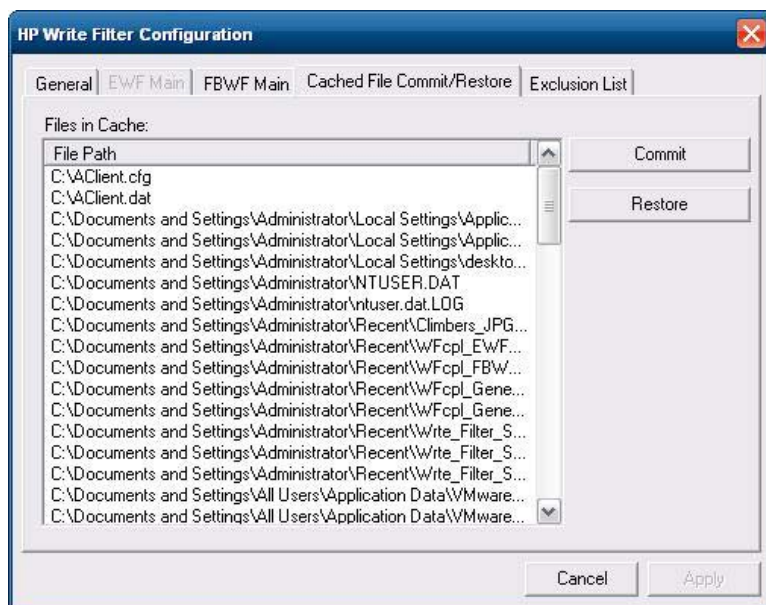 HP Write Filter Configuration
General EWF Main FBWF Main Cached File Commit/Restore Exclusion List
Files in Cache:
File Path
Commit
C:\AClient.cfg
C:\AClient.dat
Restore
C:\Documents and Settings\Administrator\Local Settings\Applic...
C:\Documents and Settings\Administrator\Local Settings\Applic...
C:\Documents and Settings\Administrator\Local Settings\deskto...
C:\Documents and Settings\Administrator\NTUSER.DAT
C:\Documents and Settings\Administrator\ntuser.dat.LOG
C:\Documents and Settings\Administrator\Recent\Climbers_JPG...
C:\Documents and Settings\Administrator\Recent\WFcpl_EWF...
C:\Documents and Settings\Administrator\Recent\WFcpl_FBW...
C:\Documents and Settings\Administrator\Recent\WFcpl_Gene...
C:\Documents and Settings\Administrator\Recent\WFcpl_Gene...
C:\Documents and Settings\Administrator\Recent\Wrte_Filter_S...
C:\Documents and Settings\Administrator\Recent\Wrte_Filter_S...
C:\Documents and Settings\Administrator\Recent\Wrte_Filter_S...
C:\Documents and Settings\All Users\Application Data\VMware...
C:\Documents and Settings\All Users\Application Data\VMware...
Cancel Apply